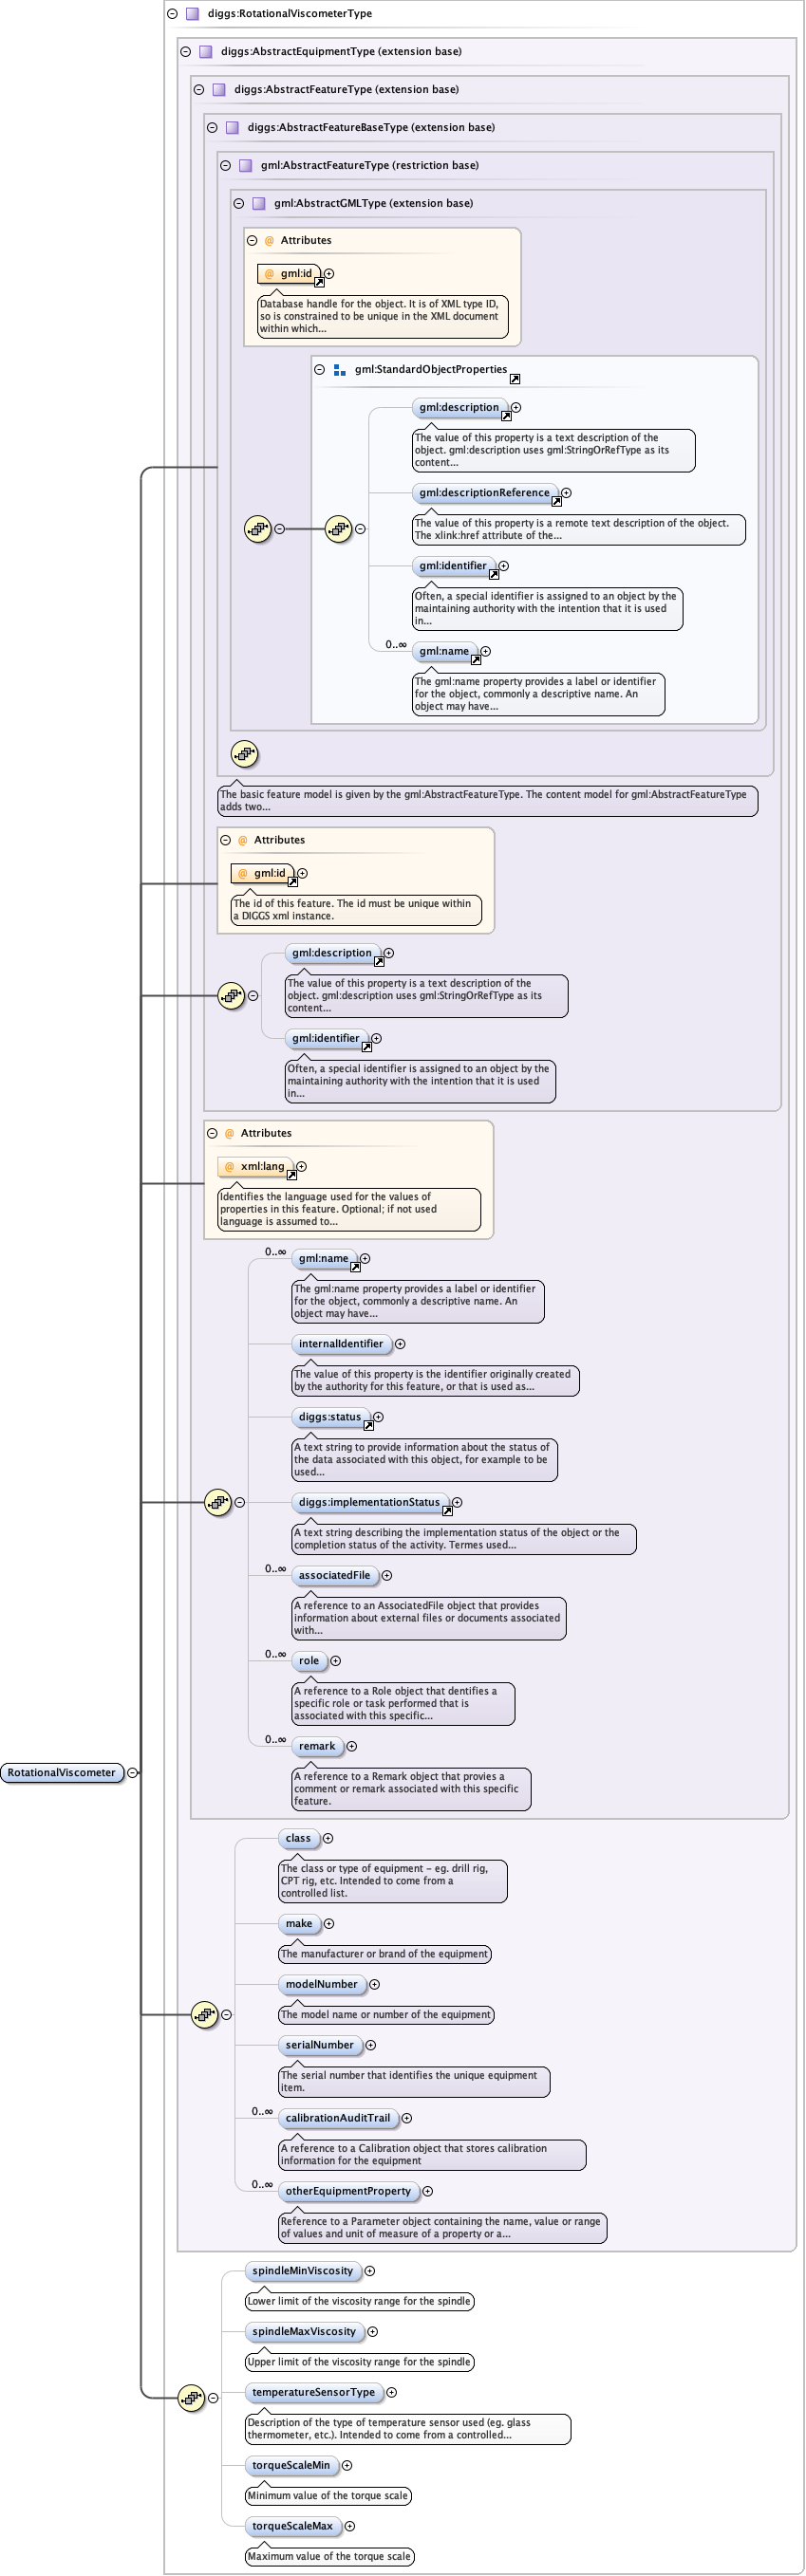 diggs:RotationalViscometerType
diggs:AbstractEquipmentType (extension base)
diggs:AbstractFeatureType (extension base)
diggs:AbstractFeatureBaseType (extension base)
gml:AbstractFeatureType (restriction base)
gml:AbstractGMLType (extension base)
@ Attributes
@ gml:id
Database handle for the object. It is of XML type ID,
so is constrained to be unique in the XML document
within which...
gml:StandardObjectProperties
gml:description
The value of this property is a text description of the
object. gml:description uses gml:StringOrRefType as its
content...
gml:descriptionReference
The value of this property is a remote text description of the object.
The xlink:href attribute of the...
gml:identifier
Often, a special identifier is assigned to an object by the
maintaining authority with the intention that it is used
in...
0..∞ gml:name
The gml:name property provides a label or identifier
for the object, commonly a descriptive name. An
object may have...
The basic feature model is given by the gml:AbstractFeatureType. The content model for gml:AbstractFeatureType
adds two...
@ Attributes
@ gml:id
The id of this feature. The id must be unique within
a DIGGS xml instance.
gml:description
The value of this property is a text description of the
object. gml:description uses gml:StringOrRefType as its
content...
gml:identifier
Often, a special identifier is assigned to an object by the
maintaining authority with the intention that it is used
in...
@ Attributes
@ xml:lang
Identifies the language used for the values of
properties in this feature. Optional; if not used
language is assumed to...
0..∞ gml:name
The gml:name property provides a label or identifier
for the object, commonly a descriptive name. An
object may have...
internalIdentifier
The value of this property is the identifier originally created
by the authority for this feature, or that is used as...
diggs:status
A text string to provide information about the status of
the data associated with this object, for example to be
used...
diggs:implementationStatus
A text string describing the implementation status of the object or the
completion status of the activity. Termes used...
0..∞ associatedFile
A reference to an AssociatedFile object that provides
information about external files or documents associated
with...
0..∞ role
A reference to a Role object that dentifies a
specific role or task performed that is
associated with this specific...
0..∞ remark
A reference to a Remark object that provies a
comment or remark associated with this specific
feature.
RotationalViscometer
class
The class or type of equipment - eg. drill rig,
CPT rig, etc. Intended to come from a
controlled list.
make
The manufacturer or brand of the equipment
modelNumber
The model name or number of the equipment
serialNumber
The serial number that identifies the unique equipment
item.
0..∞ calibrationAuditTrail
A reference to a Calibration object that stores calibration
information for the equipment
0..∞ otherEquipmentProperty
Reference to a Parameter object containing the name, value or range
of values and unit of measure of a property or a...
spindleMinViscosity
Lower limit of the viscosity range for the spindle
spindleMaxViscosity
Upper limit of the viscosity range for the spindle
temperatureSensorType
Description of the type of temperature sensor used (eg. glass
thermometer, etc.). Intended to come from a controlled...
torqueScaleMin
Minimum value of the torque scale
torqueScaleMax
Maximum value of the torque scale